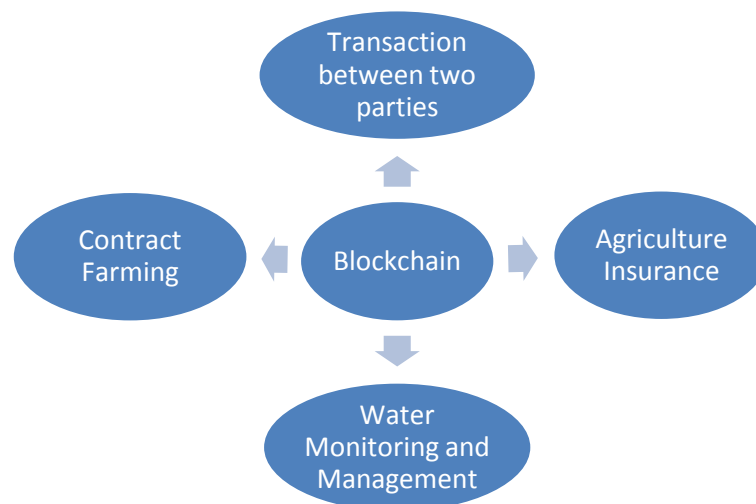 Transaction
between two
parties
Contract
Farming
Blockchain
Agriculture
Insurance
Water
Monitoring and
Management